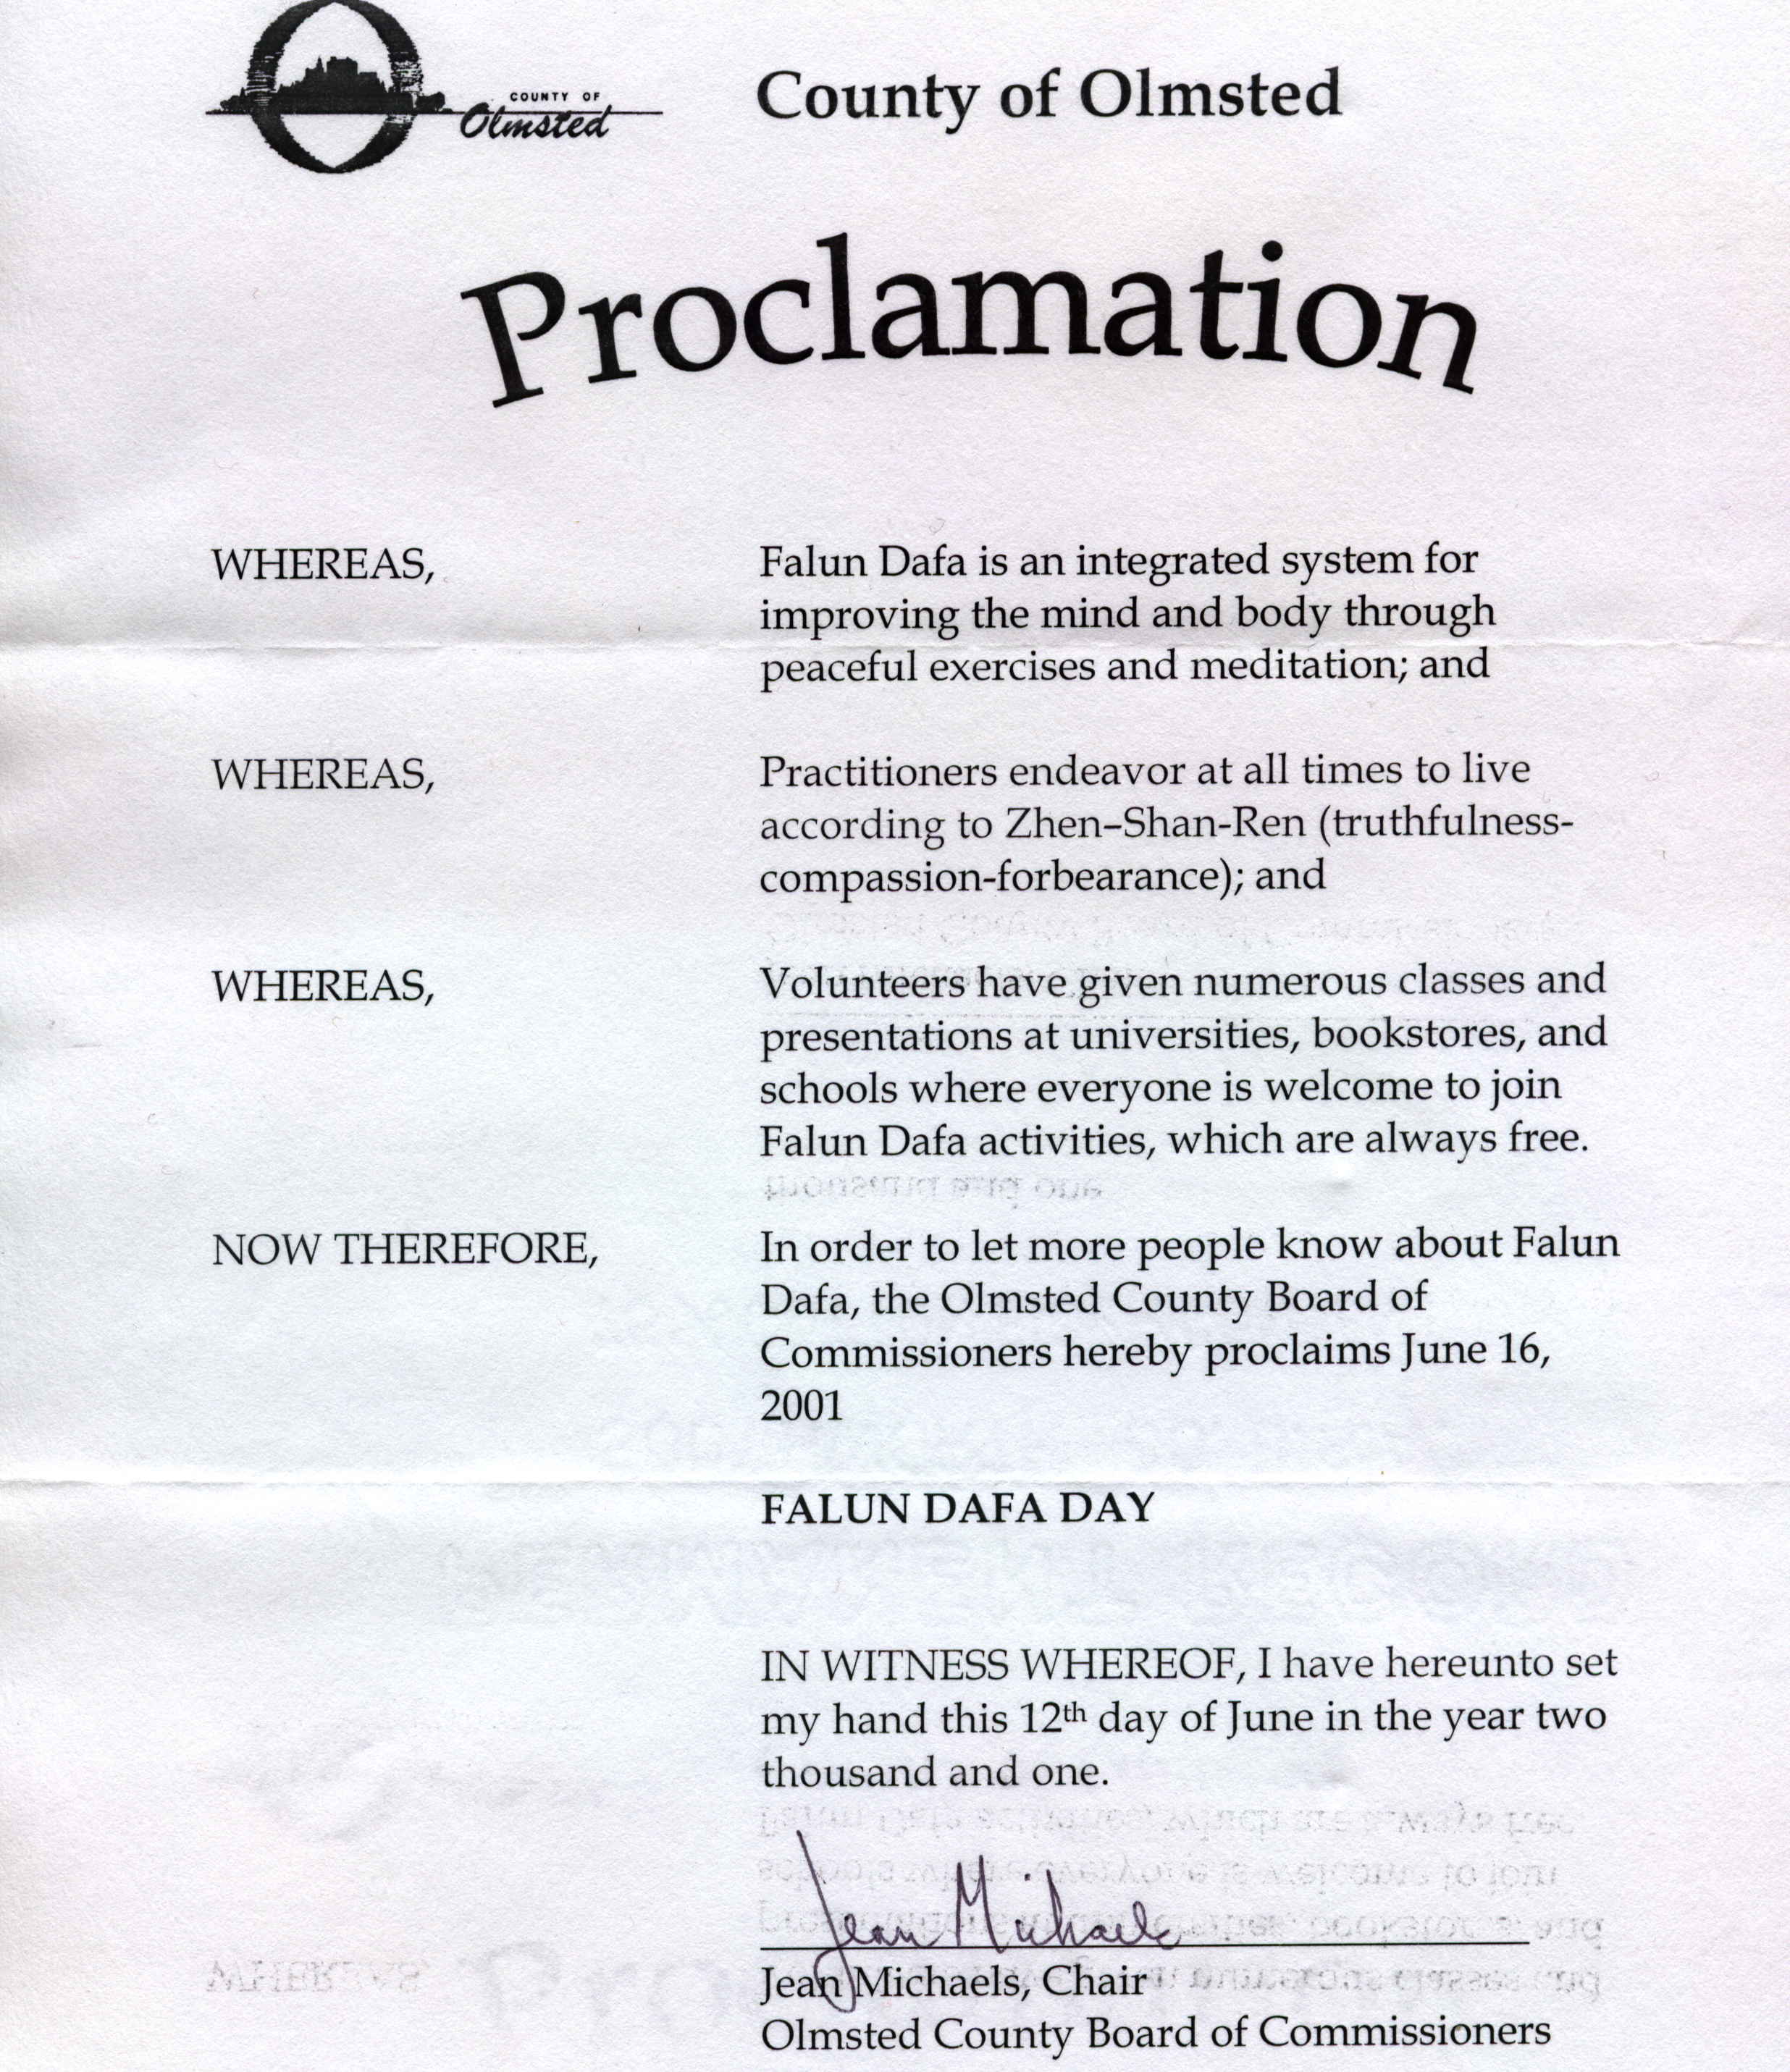 COUNTY OF
Olmsted
County of Olmsted
Proclamation
WHEREAS,
Falun Dafa is an integrated system for
improving the mind and body through
peaceful exercises and meditation; and
WHEREAS,
Practitioners endeavor at all times to live
according to Zhen–Shan-Ren (truthfulness-
compassion-forbearance); and
WHEREAS,
Volunteers have given numerous classes and
presentations at universities, bookstores, and
schools where everyone is welcome to join
Falun Dafa activities, which are always free.
NOW THEREFORE,
In order to let more people know about Falun
Dafa, the Olmsted County Board of
Commissioners hereby proclaims June 16,
2001
FALUN DAFA DAY
IN WITNESS WHEREOF, I have hereunto set
my hand this 12th day of June in the year two
thousand and one.
Jean Michaels
Jean Michaels, Chair
Olmsted County Board of Commissioners